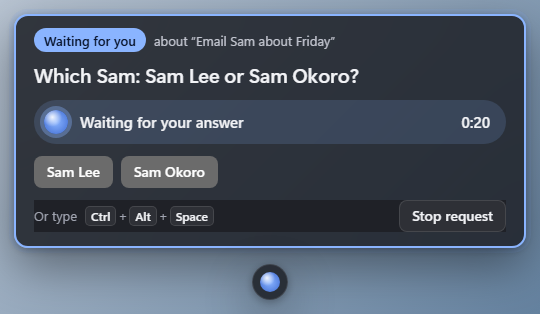 Waiting for you about “Email Sam about Friday”
Which Sam: Sam Lee or Sam Okoro?
Waiting for your answer 0:20
Sam Lee Sam Okoro
Or type Ctrl + Alt + Space Stop request